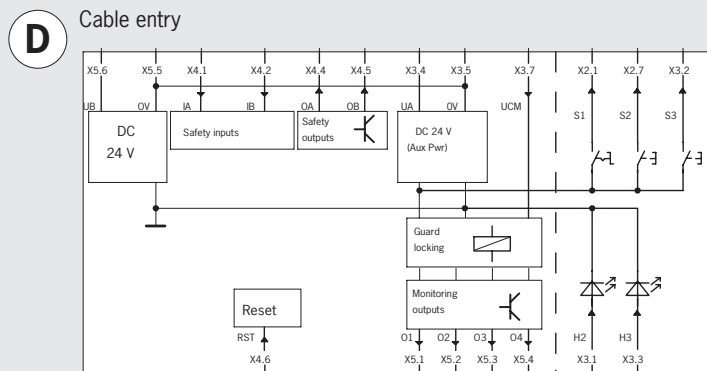 D Cable entry
X5.6 X5.5 X4.1 X4.2 X4.4 X4.5 X3.4 X3.5 X3.7 X2.1 X2.7 X3.2
UB 0V IA IB OA OB UA 0V UCM
S1 S2 S3
DC
24 V
Safety inputs
Safety
outputs
DC 24 V
(Aux Pwr)
Guard
locking
Monitoring
outputs
Reset
RST O1 O2 O3 O4 H2 H3
X4.6 X5.1 X5.2 X5.3 X5.4 X3.1 X3.3